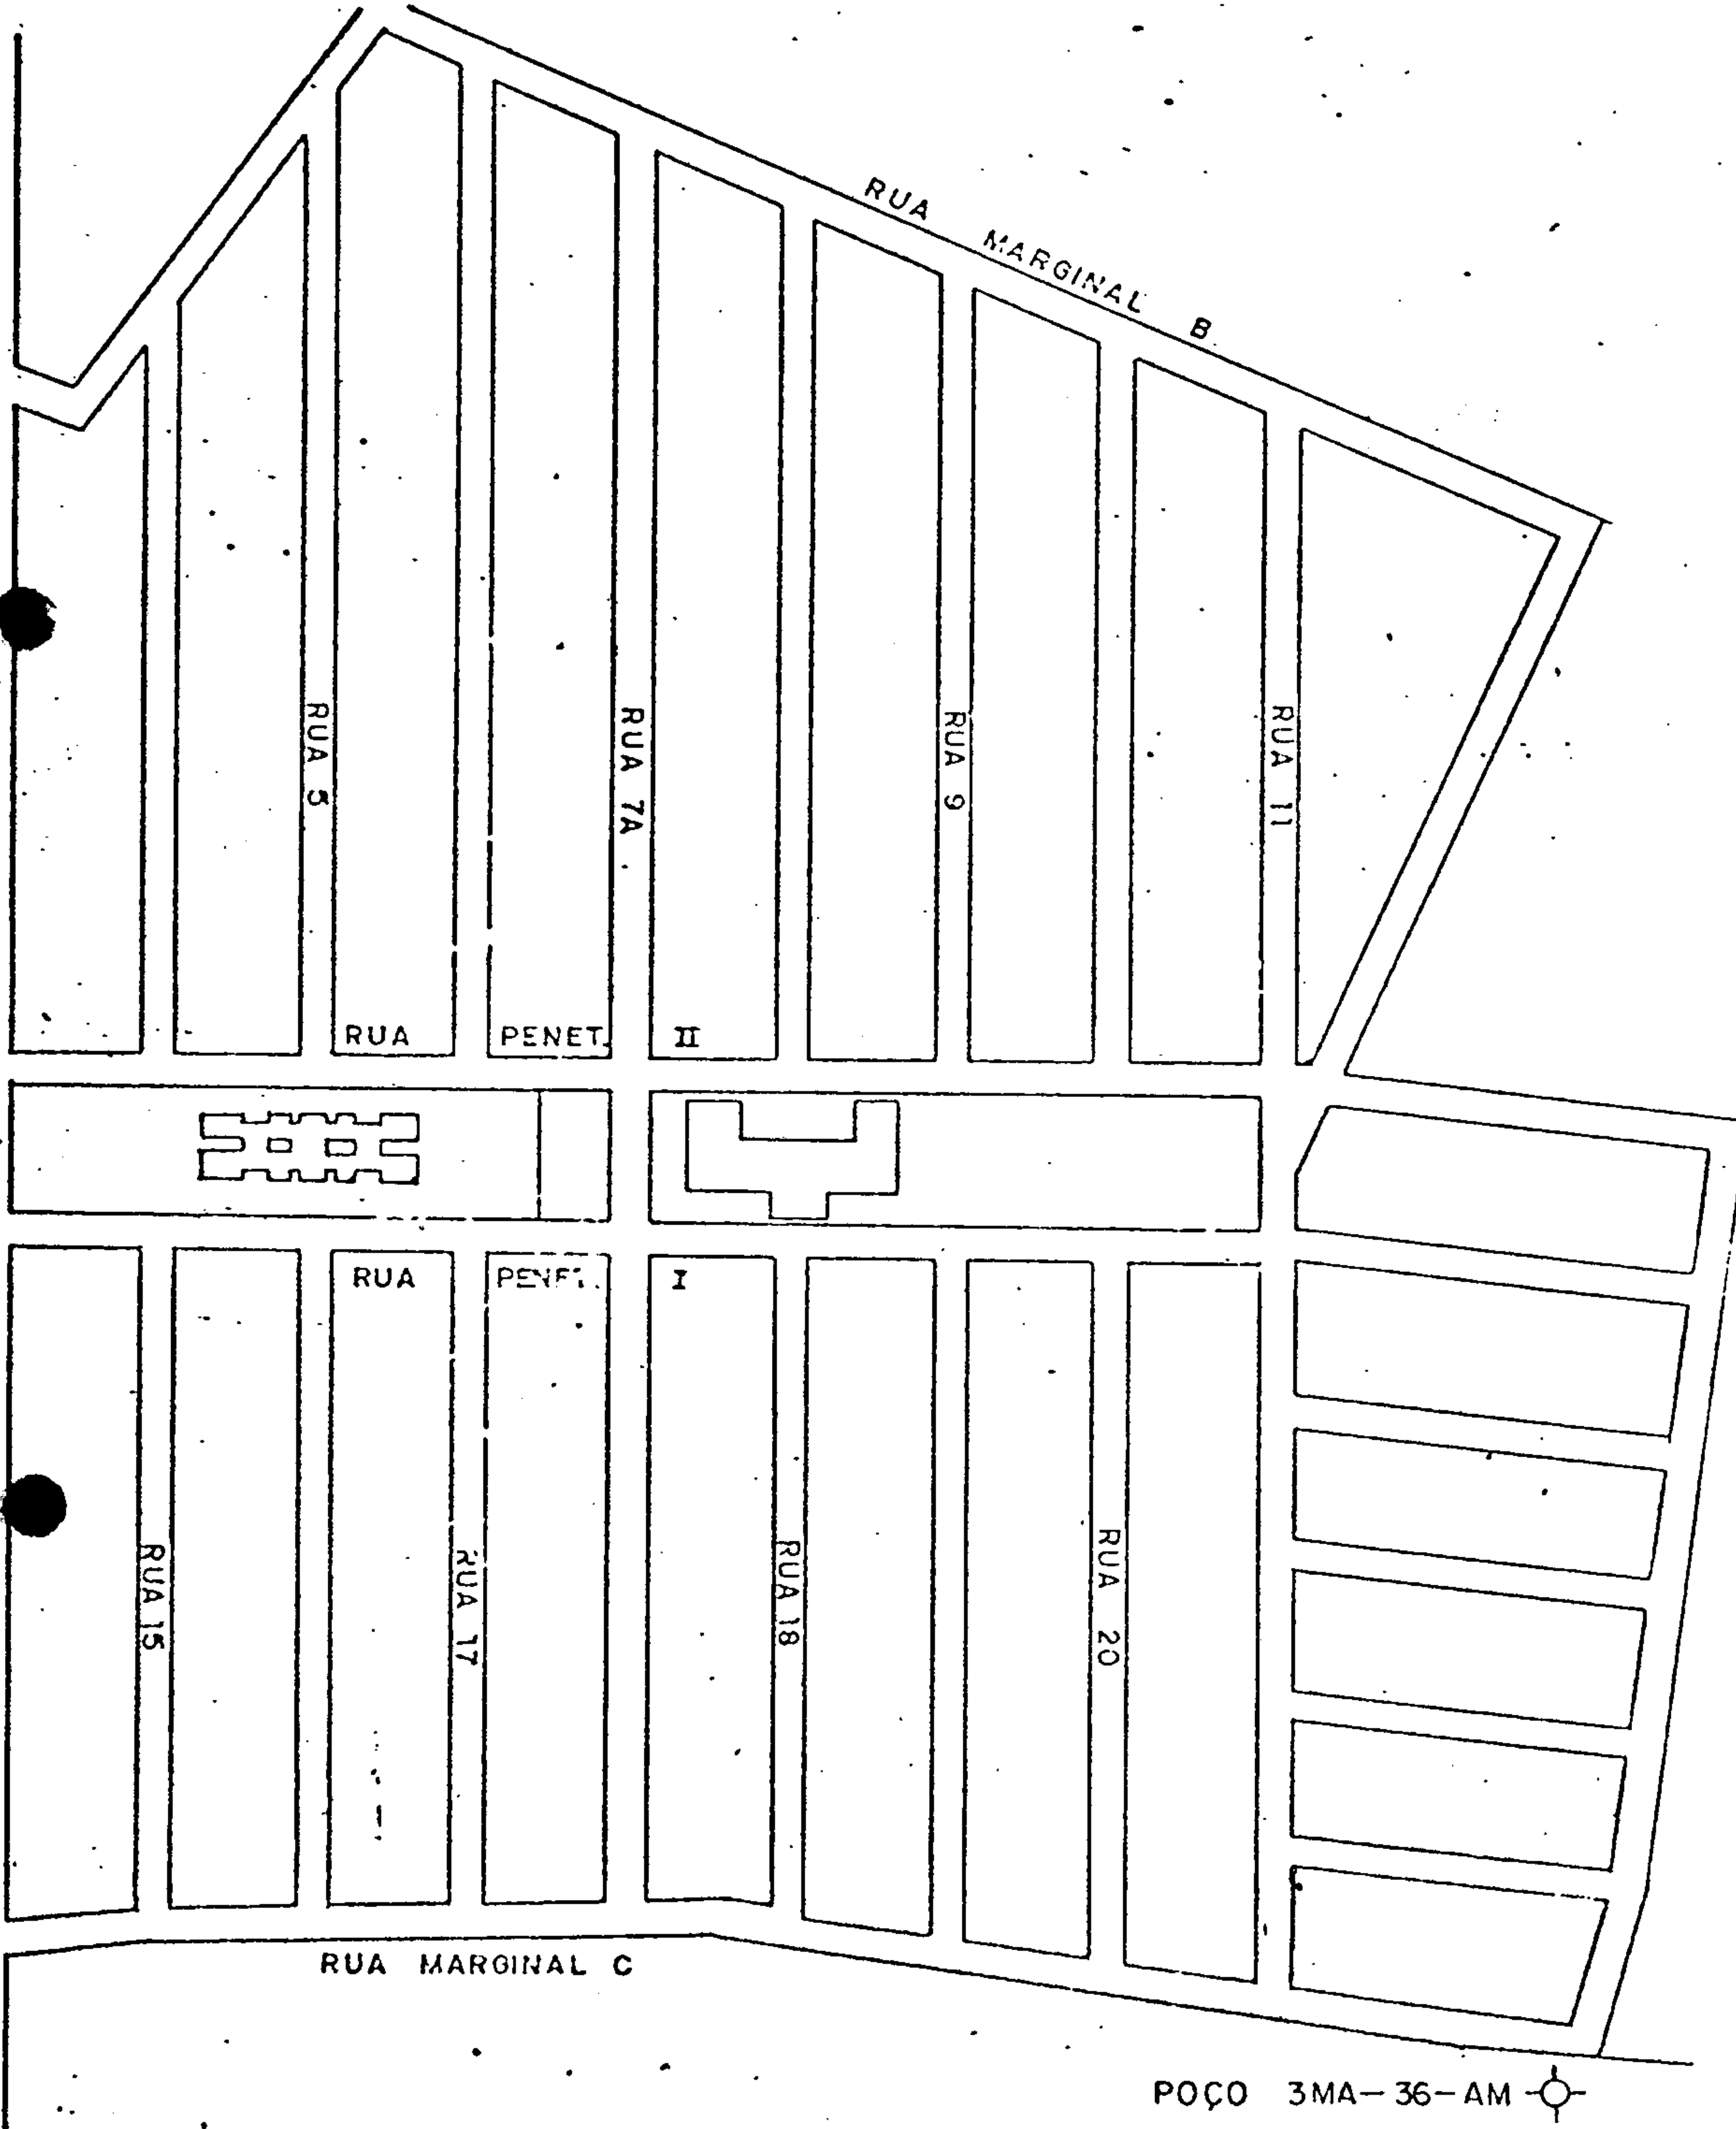 RUA MARGINAL B
RUA 5
RUA 7A
RUA 9
RUA 11
RUA PENET. II
RUA PENET. I
RUA 15
RUA 17
RUA 18
RUA 20
RUA MARGINAL C
POÇO 3MA-36-AM